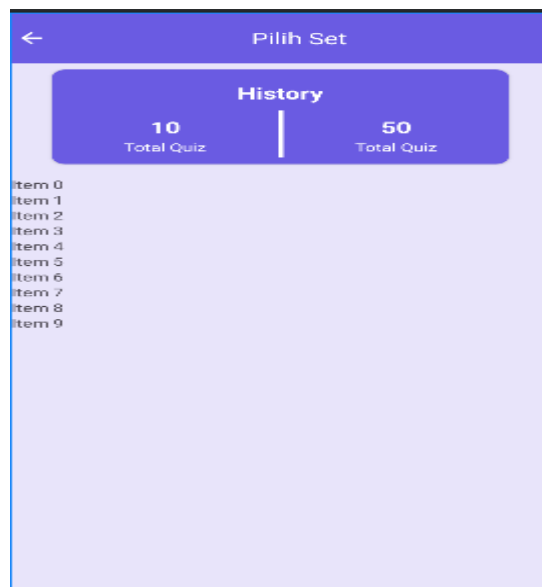 Pilih Set
History
10 50
Total Quiz Total Quiz
Item 0
Item 1
Item 2
Item 3
Item 4
Item 5
Item 6
Item 7
Item 8
Item 9